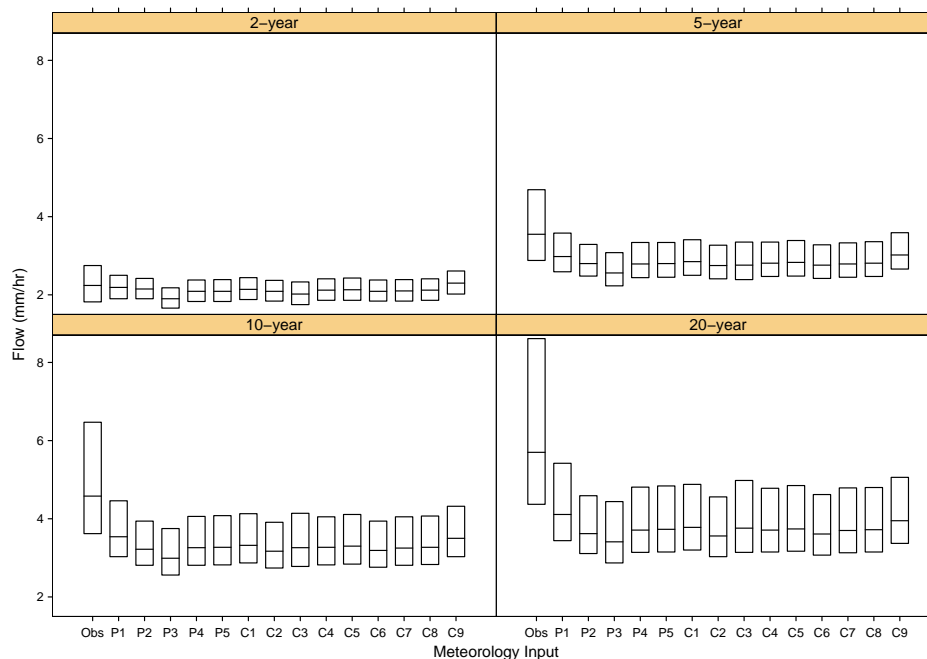 2−year
5−year
8
6
4
2
10−year
20−year
8
6
4
2
Flow (mm/hr)
Obs P1 P2 P3 P4 P5 C1 C2 C3 C4 C5 C6 C7 C8 C9
Obs P1 P2 P3 P4 P5 C1 C2 C3 C4 C5 C6 C7 C8 C9
Meteorology Input